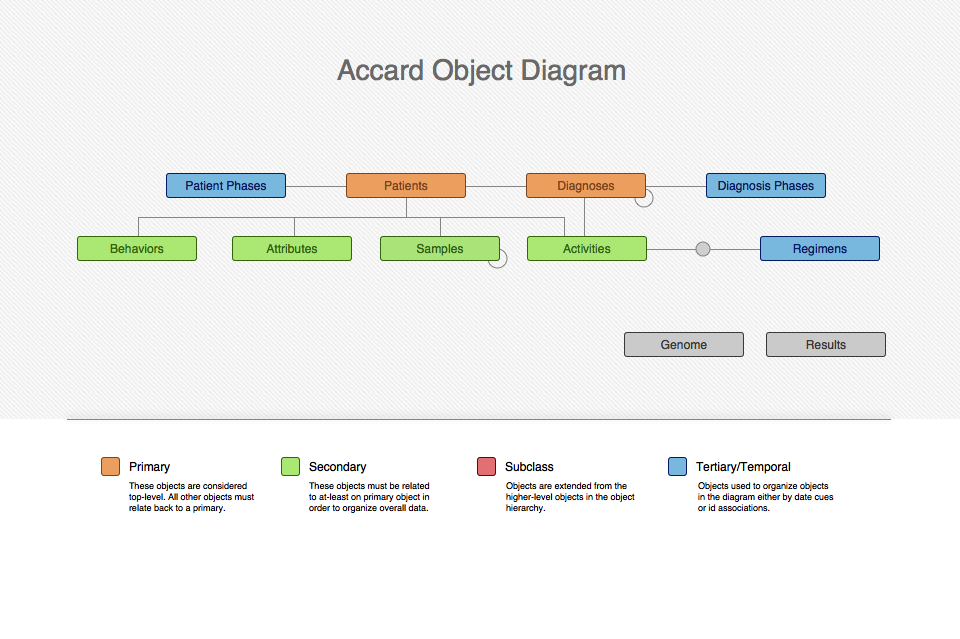 Accard Object Diagram
Patient Phases
Patients
Diagnoses
Diagnosis Phases
Behaviors
Attributes
Samples
Activities
Regimens
Genome
Results
Primary
These objects are considered
top-level. All other objects must
relate back to a primary.
Secondary
These objects must be related
to at-least on primary object in
order to organize overall data.
Subclass
Objects are extended from the
higher-level objects in the object
hierarchy.
Tertiary/Temporal
Objects used to organize objects
in the diagram either by date cues
or id associations.